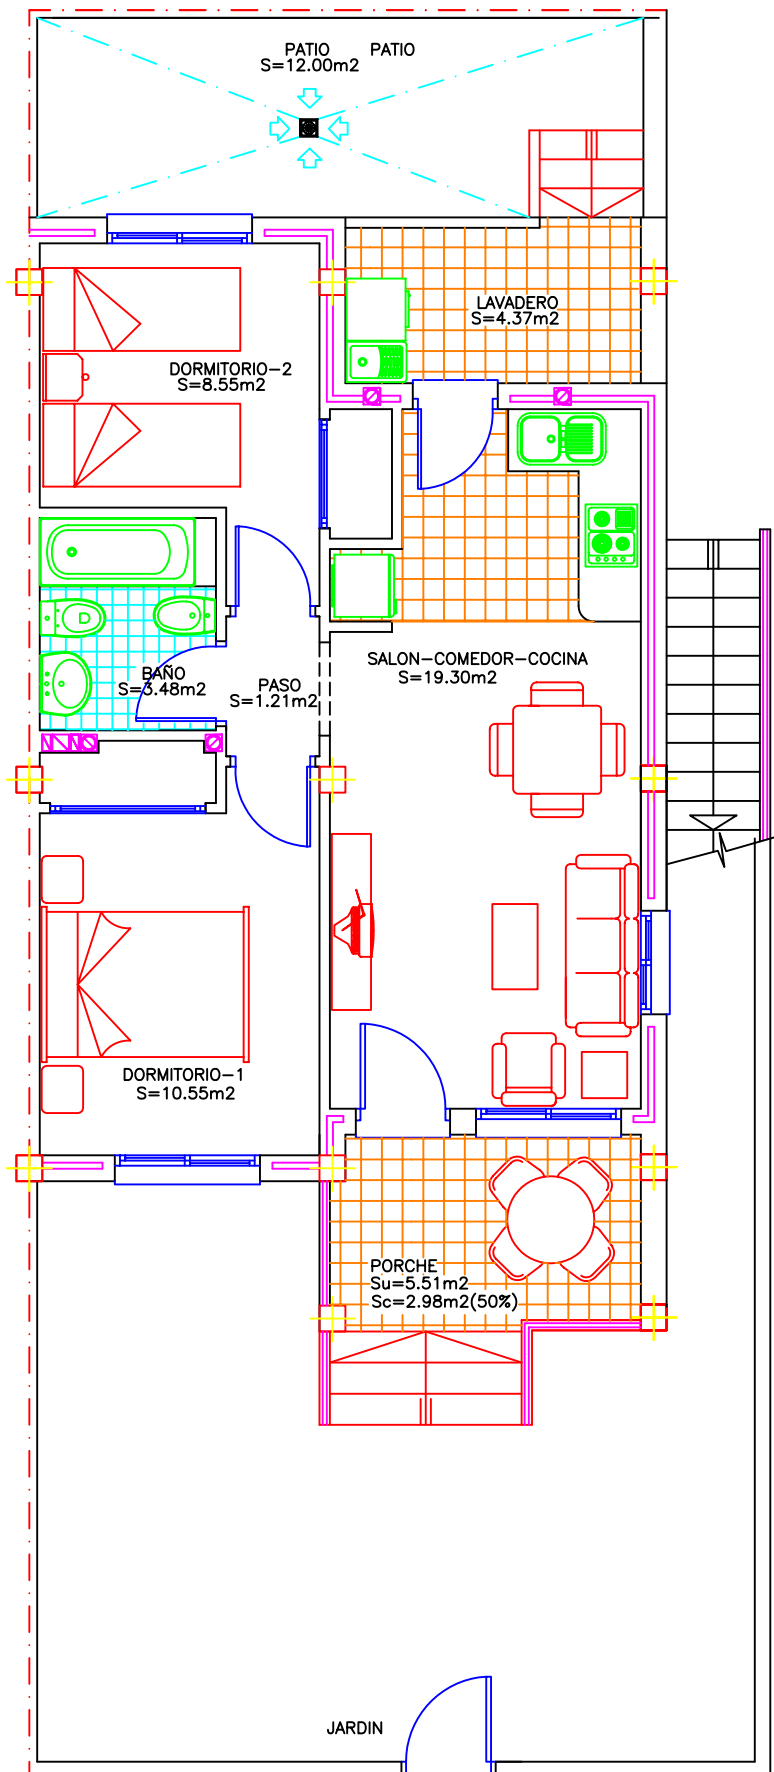 PATIO PATIO
S=12.00m2
LAVADERO
S=4.37m2
DORMITORIO-2
S=8.55m2
SALON-COMEDOR-COCINA
S=19.30m2
BAÑO
S=3.48m2
PASO
S=1.21m2
DORMITORIO-1
S=10.55m2
PORCHE
Su=5.51m2
Sc=2.98m2(50%)
JARDIN